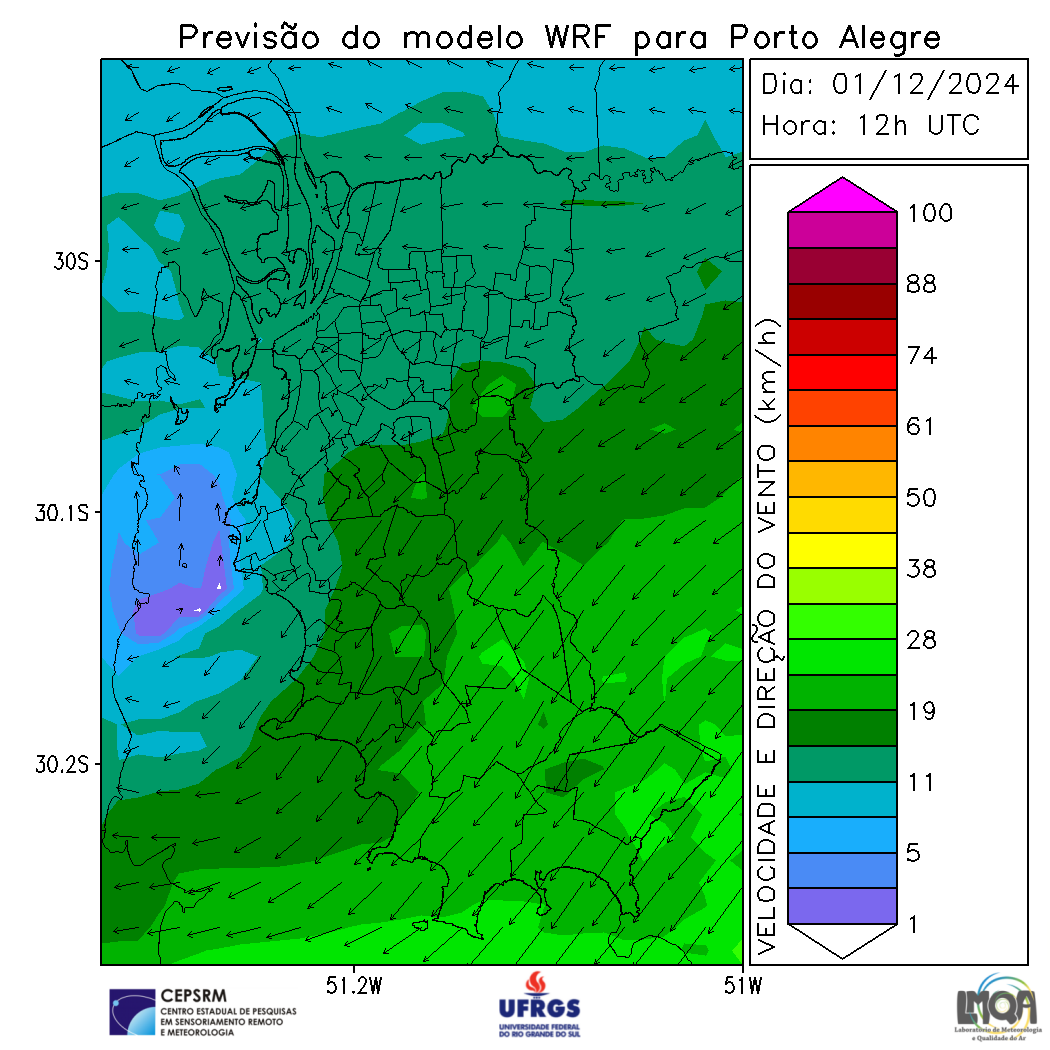 Previsão do modelo WRF para Porto Alegre
Dia: 01/12/2024
Hora: 12h UTC
30S
30.1S
30.2S
51.2W
51W
VELOCIDADE E DIREÇÃO DO VENTO (km/h)
100
88
74
61
50
38
28
19
11
5
1
CEPSRM
CENTRO ESTADUAL DE PESQUISAS
EM SENSORIAMENTO REMOTO
E METEOROLOGIA
UFRGS
UNIVERSIDADE FEDERAL
DO RIO GRANDE DO SUL
LMQA
Laboratório de Meteorologia
e Qualidade do Ar